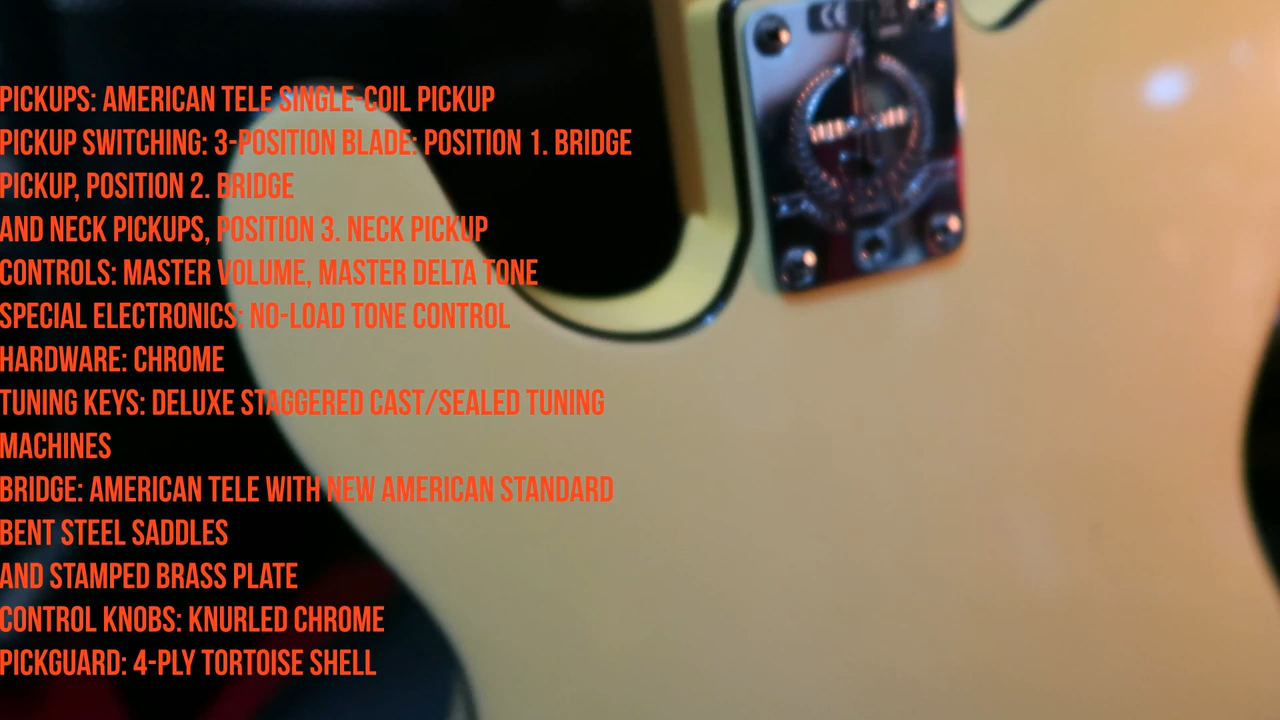 PICKUPS: AMERICAN TELE SINGLE-COIL PICKUP
PICKUP SWITCHING: 3-POSITION BLADE: POSITION 1. BRIDGE
PICKUP, POSITION 2. BRIDGE
AND NECK PICKUPS, POSITION 3. NECK PICKUP
CONTROLS: MASTER VOLUME, MASTER DELTA TONE
SPECIAL ELECTRONICS: NO-LOAD TONE CONTROL
HARDWARE: CHROME
TUNING KEYS: DELUXE STAGGERED CAST/SEALED TUNING
MACHINES
BRIDGE: AMERICAN TELE WITH NEW AMERICAN STANDARD
BENT STEEL SADDLES
AND STAMPED BRASS PLATE
CONTROL KNOBS: KNURLED CHROME
PICKGUARD: 4-PLY TORTOISE SHELL
CE